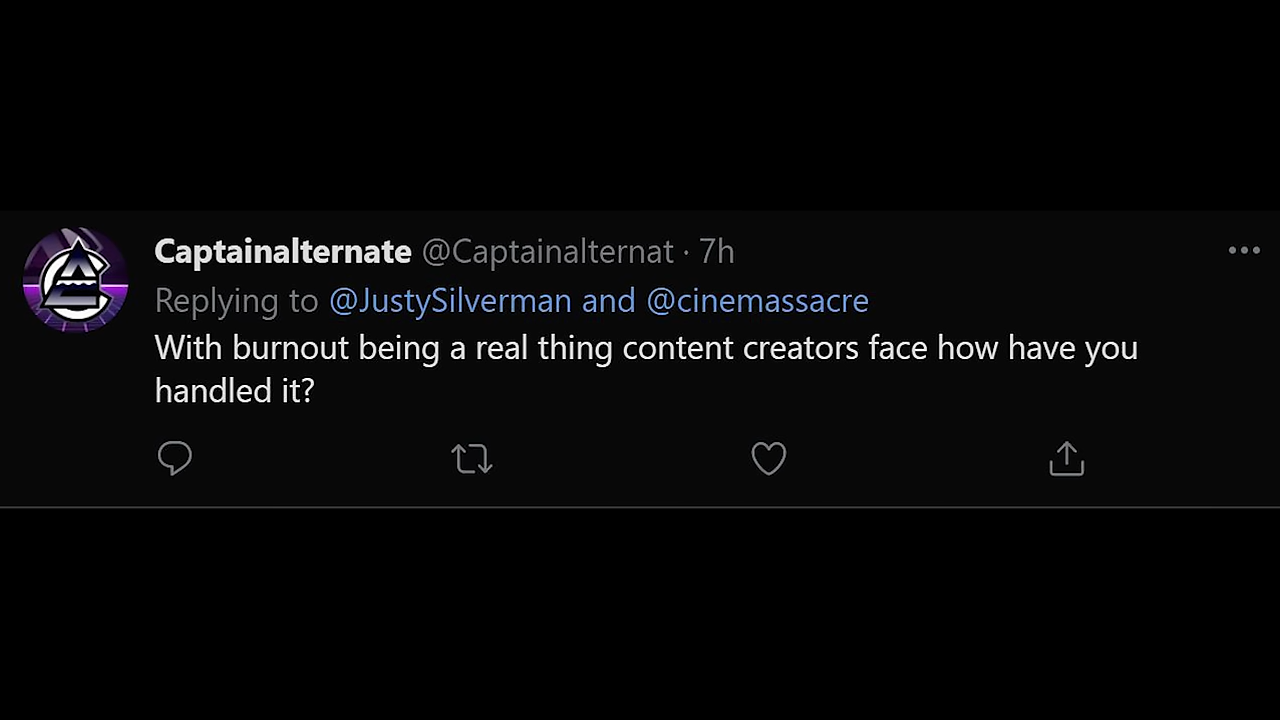 Captainalternate @Captainalternat · 7h
Replying to @JustySilverman and @cinemassacre
With burnout being a real thing content creators face how have you
handled it?